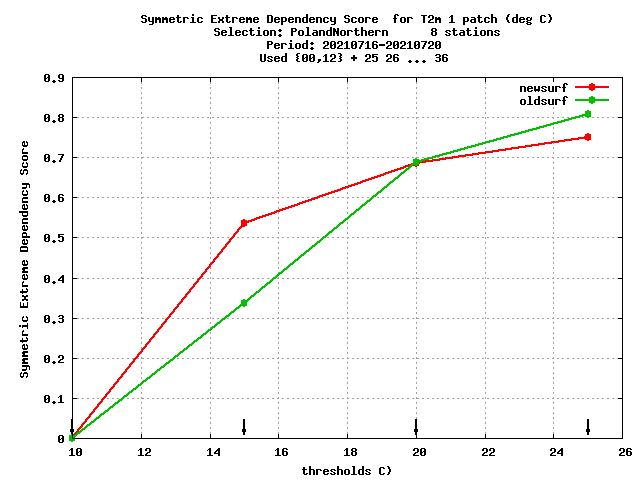 Symmetric Extreme Dependency Score  for T2m 1 patch (deg C)
Selection: PolandNorthern      8 stations
Period: 20210716-20210720
Used {00,12} + 25 26 ... 36
newsurf
oldsurf
Symmetric Extreme Dependency Score
0.9
0.8
0.7
0.6
0.5
0.4
0.3
0.2
0.1
0
10 12 14 16 18 20 22 24 26
thresholds C)